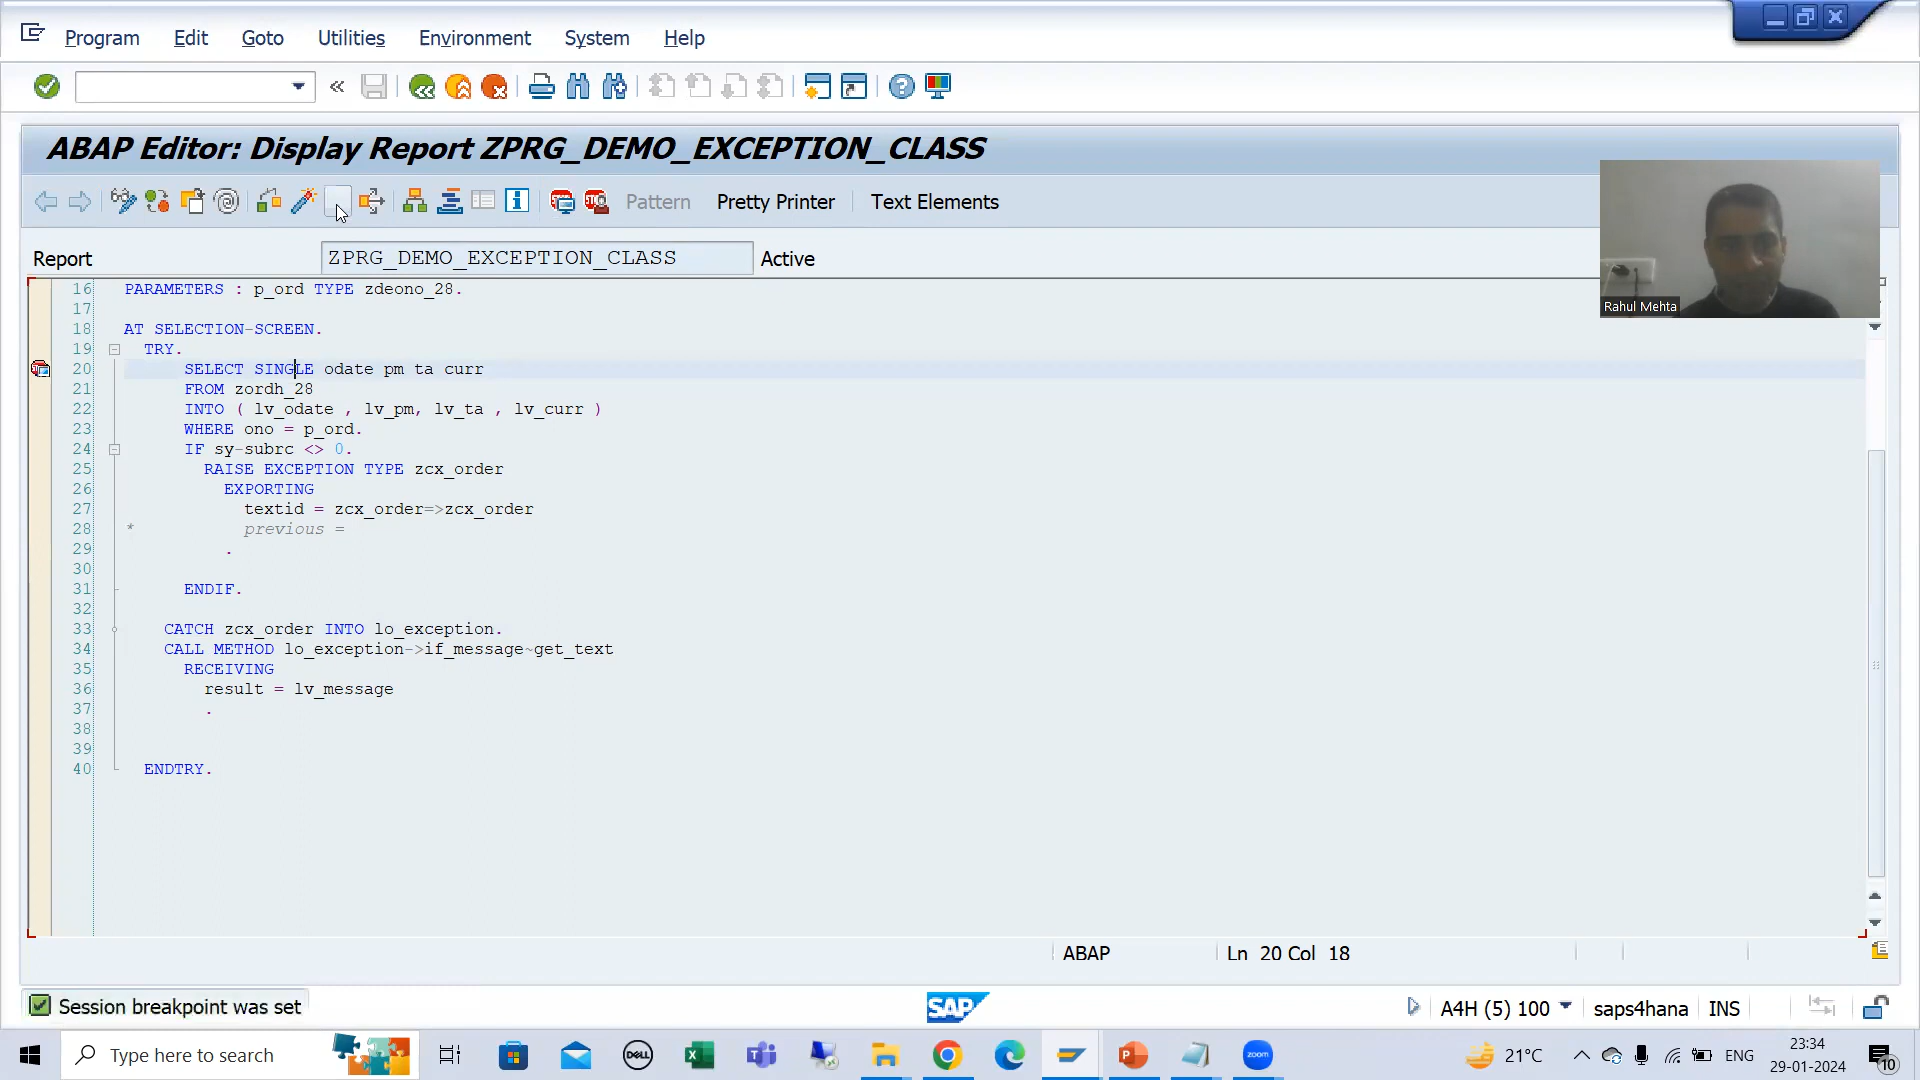 Program Edit Goto Utilities Environment System Help
ABAP Editor: Display Report ZPRG_DEMO_EXCEPTION_CLASS
Pattern Pretty Printer Text Elements
Report ZPRG_DEMO_EXCEPTION_CLASS Active
Rahul Mehta
16 PARAMETERS : p_ord TYPE zdeono_28.
17
18 AT SELECTION-SCREEN.
19 TRY.
20 SELECT SINGLE odate pm ta curr
21 FROM zordh_28
22 INTO ( lv_odate , lv_pm, lv_ta , lv_curr )
23 WHERE ono = p_ord.
24 IF sy-subrc <> 0.
25 RAISE EXCEPTION TYPE zcx_order
26 EXPORTING
27 textid = zcx_order=>zcx_order
28 * previous =
29 .
30
31 ENDIF.
32
33 CATCH zcx_order INTO lo_exception.
34 CALL METHOD lo_exception->if_message~get_text
35 RECEIVING
36 result = lv_message
37 .
38
39
40 ENDTRY.
ABAP Ln 20 Col 18
Session breakpoint was set
SAP
A4H (5) 100 saps4hana INS
Type here to search
DELL
zoom
21°C
ENG
23:34
29-01-2024
10